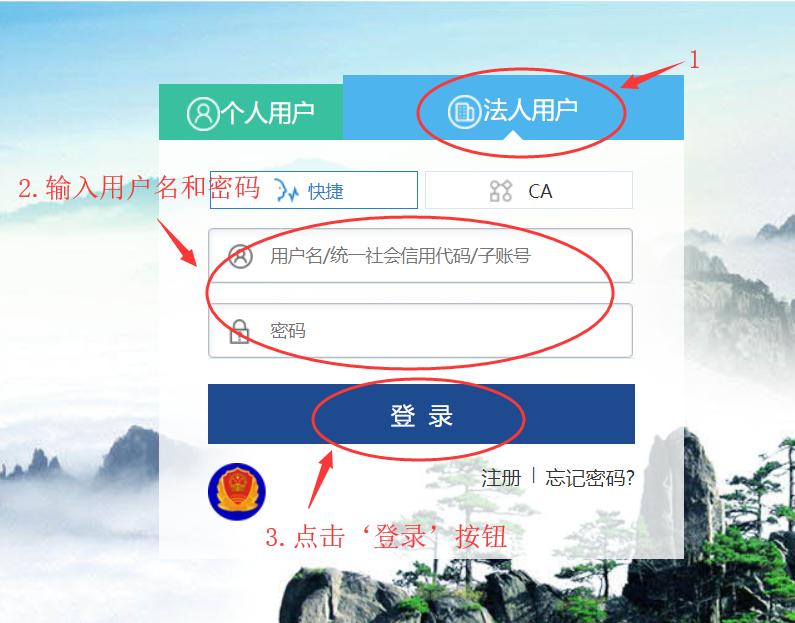 1
个人用户
法人用户
2.输入用户名和密码
快捷
CA
用户名/统一社会信用代码/子账号
密码
登 录
注册 | 忘记密码?
3.点击‘登录’按钮